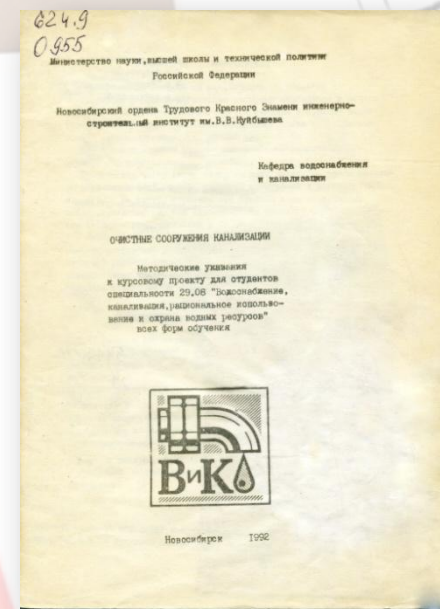 624.9
О 955
Министерство науки, высшей школы и технической политики
Российской Федерации
Новосибирский ордена Трудового Красного Знамени инженерно-
строительный институт им.В.В.Куйбышева
Кафедра водоснабжения
и канализации
ОЧИСТНЫЕ СООРУЖЕНИЯ КАНАЛИЗАЦИИ
Методические указания
к курсовому проекту для студентов
специальности 29.08 "Водоснабжение,
канализация, рациональное использо-
вание и охрана водных ресурсов"
всех форм обучения
ВиК
Новосибирск 1992